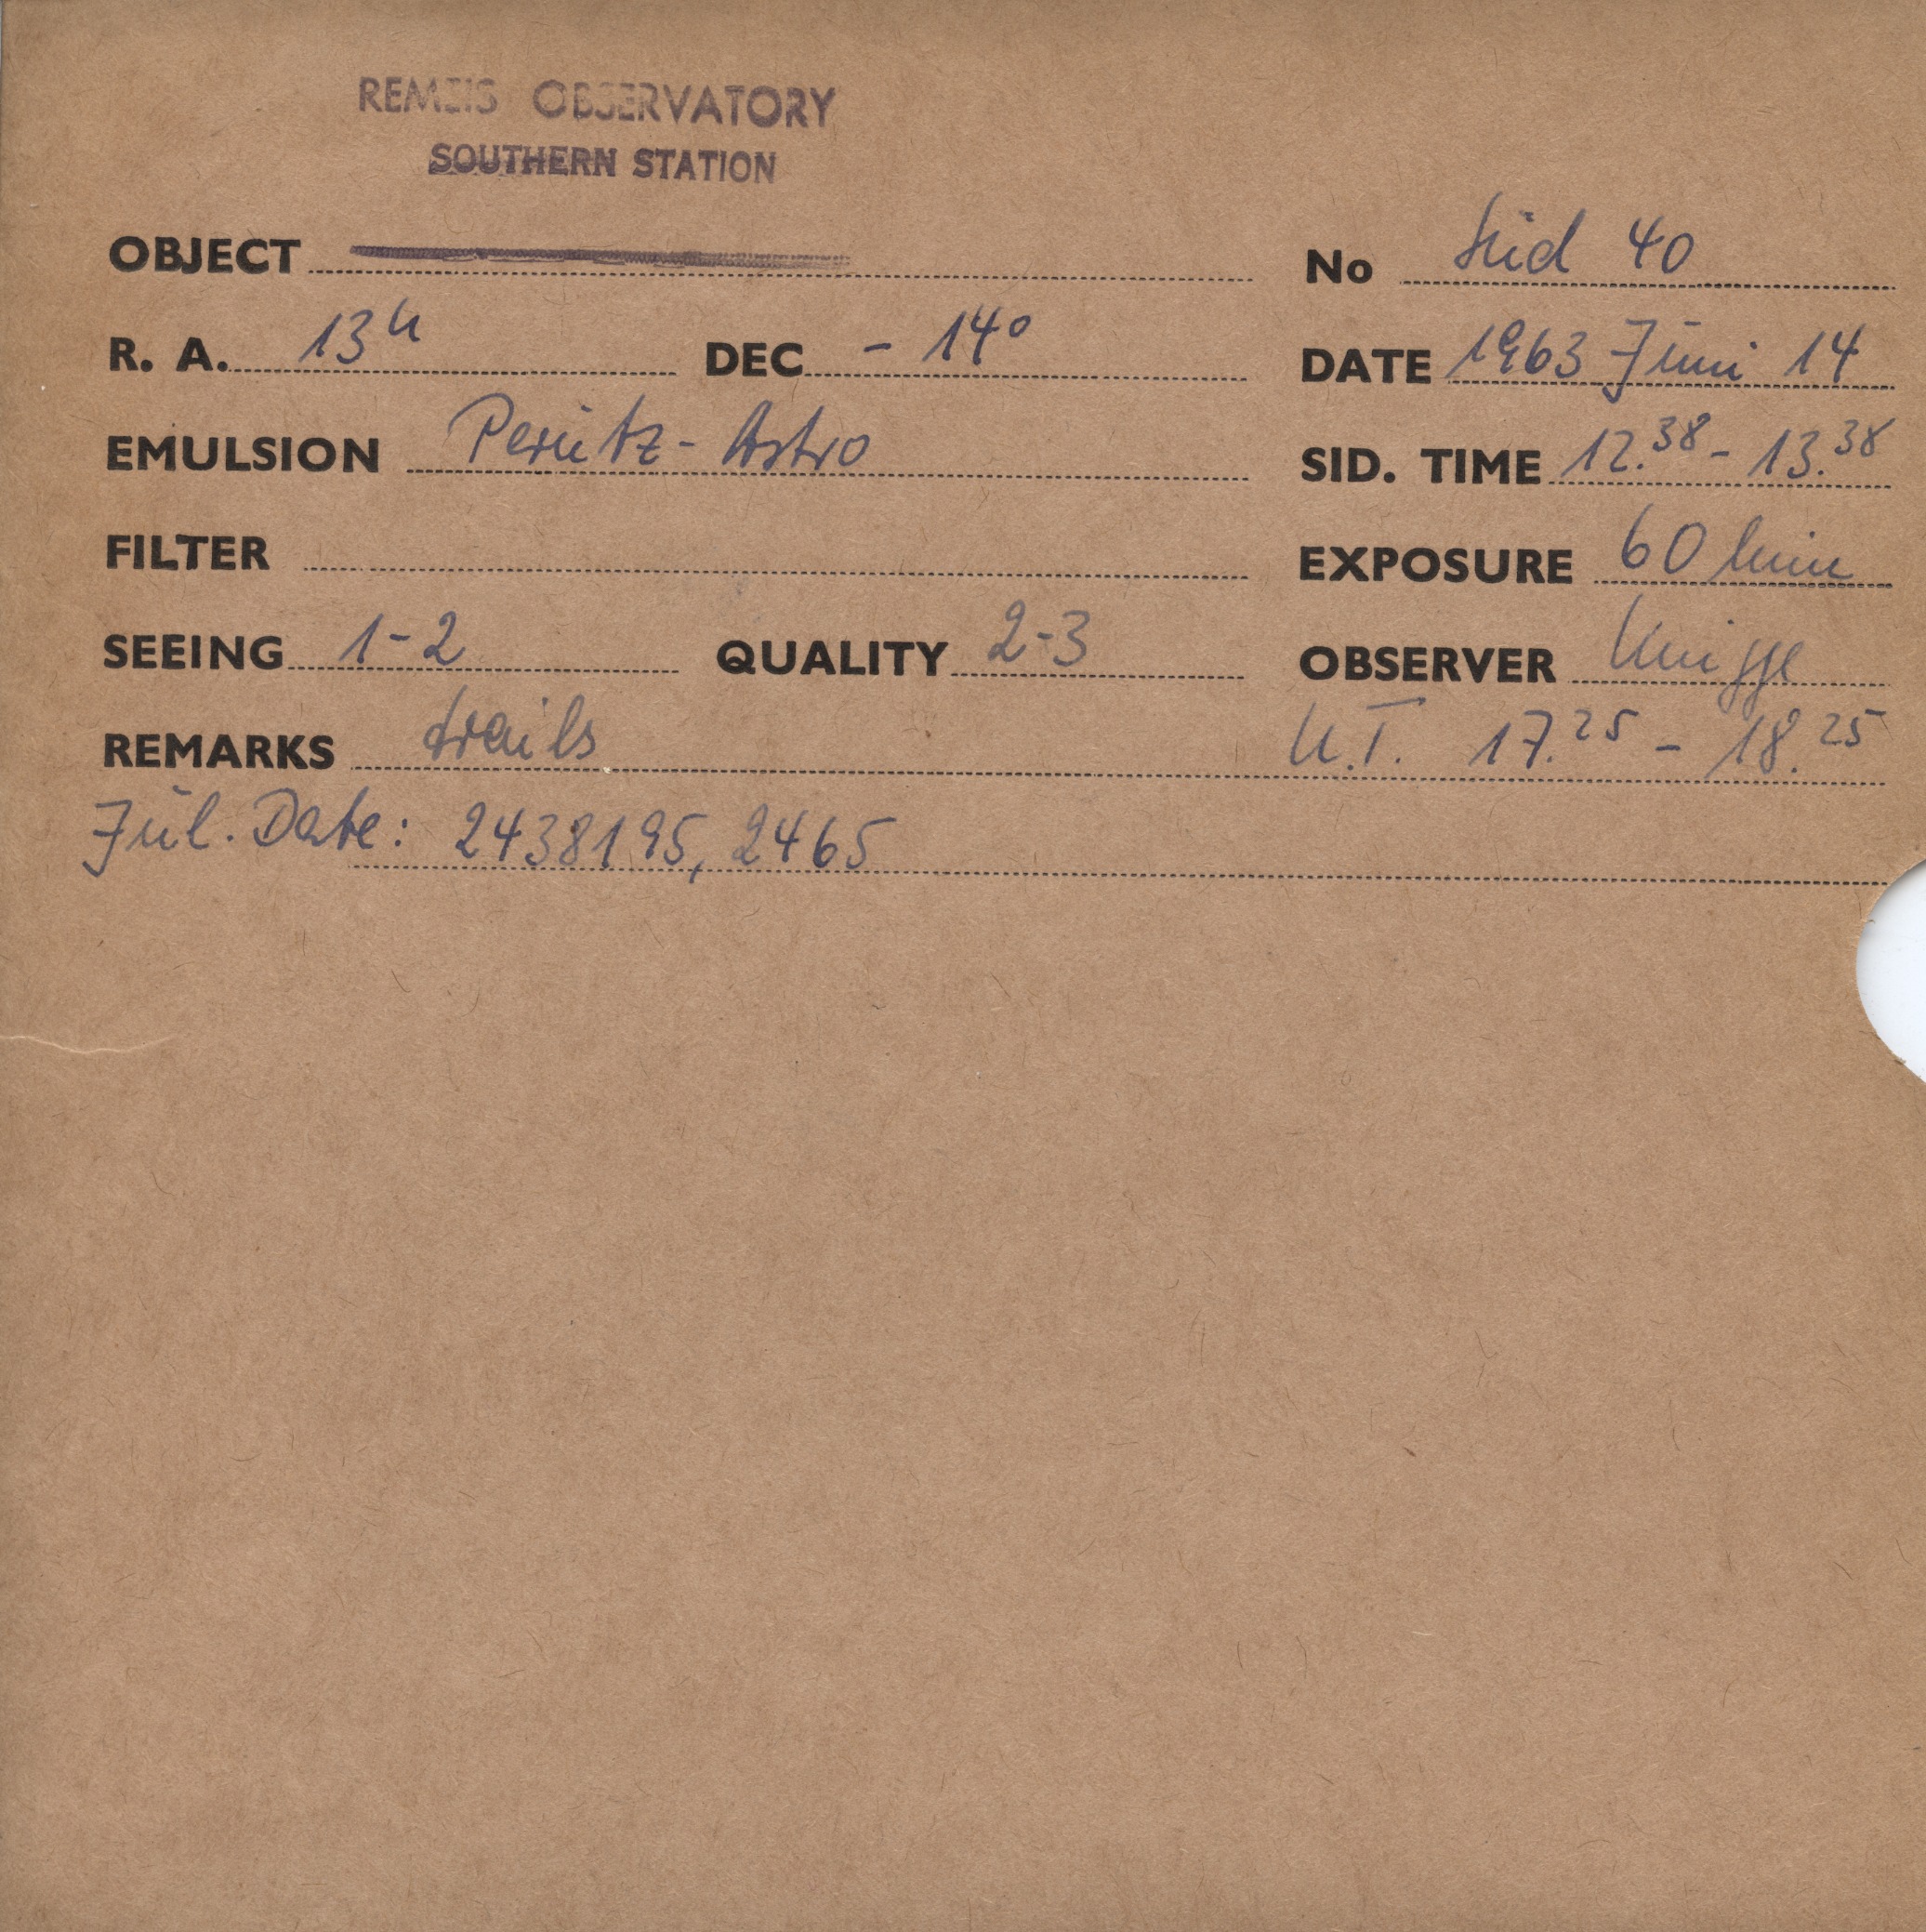 REMEIS OBSERVATORY
SOUTHERN STATION
OBJECT No Süd 40
R. A. 13h DEC - 14° DATE 1963 Juni 14
EMULSION Perutz-Astro SID. TIME 12.38 - 13.38
FILTER EXPOSURE 60 min
SEEING 1-2 QUALITY 2-3 OBSERVER Knigge
REMARKS trails U.T. 17.25 - 18.25
Jul. Date: 2438195,2465